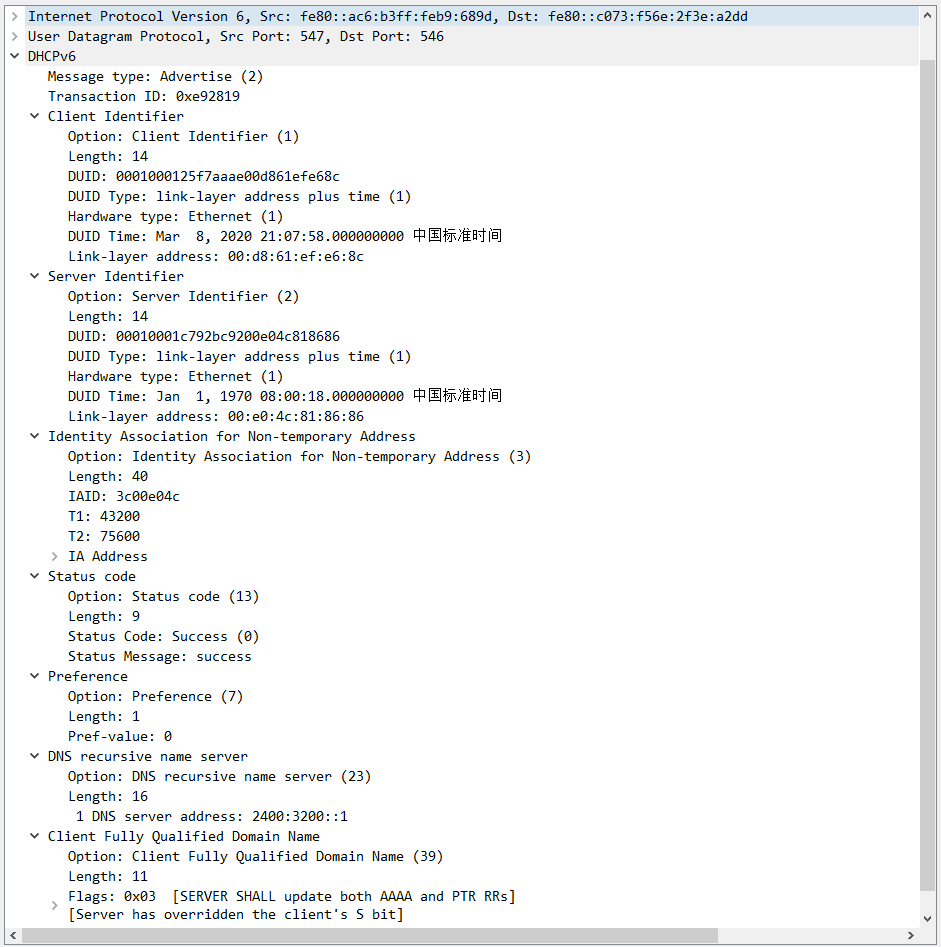 Internet Protocol Version 6, Src: fe80::ac6:b3ff:feb9:689d, Dst: fe80::c073:f56e:2f3e:a2dd
User Datagram Protocol, Src Port: 547, Dst Port: 546
DHCPv6
Message type: Advertise (2)
Transaction ID: 0xe92819
Client Identifier
Option: Client Identifier (1)
Length: 14
DUID: 0001000125f7aaae00d861efe68c
DUID Type: link-layer address plus time (1)
Hardware type: Ethernet (1)
DUID Time: Mar  8, 2020 21:07:58.000000000 中国标准时间
Link-layer address: 00:d8:61:ef:e6:8c
Server Identifier
Option: Server Identifier (2)
Length: 14
DUID: 00010001c792bc9200e04c818686
DUID Type: link-layer address plus time (1)
Hardware type: Ethernet (1)
DUID Time: Jan  1, 1970 08:00:18.000000000 中国标准时间
Link-layer address: 00:e0:4c:81:86:86
Identity Association for Non-temporary Address
Option: Identity Association for Non-temporary Address (3)
Length: 40
IAID: 3c00e04c
T1: 43200
T2: 75600
IA Address
Status code
Option: Status code (13)
Length: 9
Status Code: Success (0)
Status Message: success
Preference
Option: Preference (7)
Length: 1
Pref-value: 0
DNS recursive name server
Option: DNS recursive name server (23)
Length: 16
1 DNS server address: 2400:3200::1
Client Fully Qualified Domain Name
Option: Client Fully Qualified Domain Name (39)
Length: 11
Flags: 0x03  [SERVER SHALL update both AAAA and PTR RRs]
[Server has overridden the client's S bit]